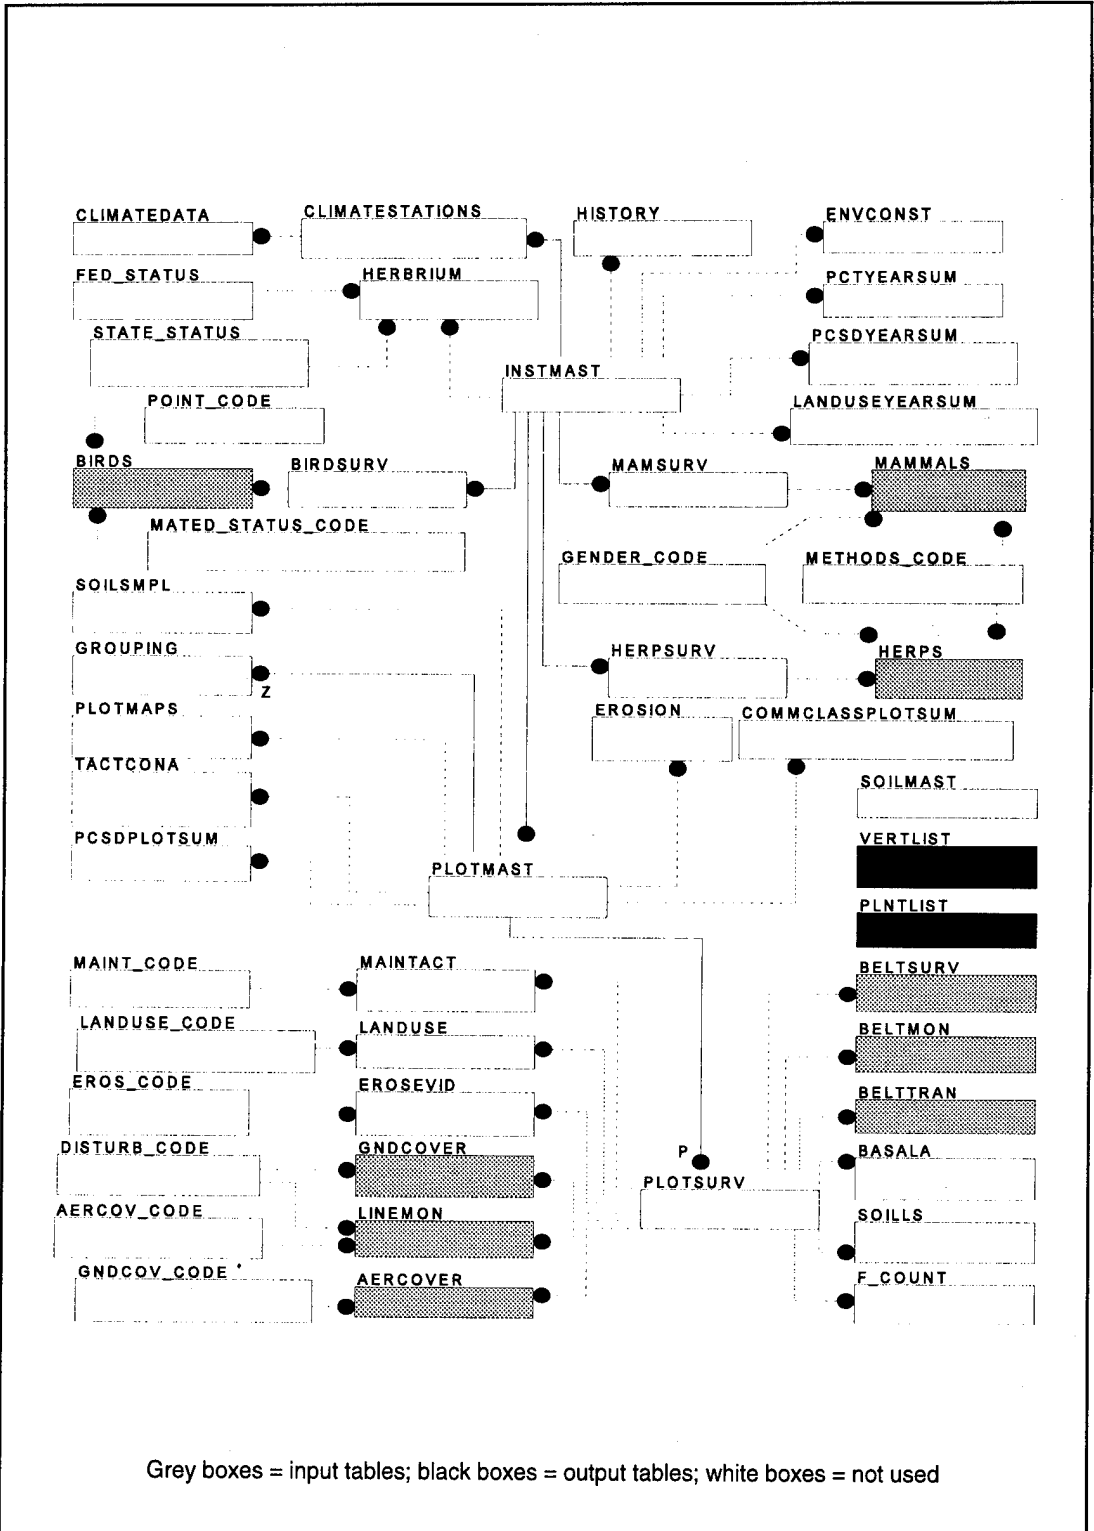 CLIMATEDATA
CLIMATESTATIONS
HISTORY
ENVCONST
FED_STATUS
HERBRIUM
PCTYEARSUM
STATE_STATUS
PCSDYEARSUM
INSTMAST
POINT_CODE
LANDUSEYEARSUM
BIRDS
BIRDSURV
MAMSURV
MAMMALS
MATED_STATUS_CODE
GENDER_CODE
METHODS_CODE
SOILSMPL
GROUPING
Z
HERPSURV
HERPS
PLOTMAPS
EROSION
COMMCLASSPLOTSUM
TACTCONA
SOILMAST
PCSDPLOTSUM
VERTLIST
PLOTMAST
PLNTLIST
MAINT_CODE
MAINTACT
BELTSURV
LANDUSE_CODE
LANDUSE
BELTMON
EROS_CODE
EROSEVID
BELTTRAN
DISTURB_CODE
GNDCOVER
P
BASALA
PLOTSURV
AERCOV_CODE
LINEMON
SOILLS
GNDCOV_CODE
AERCOVER
F_COUNT
Grey boxes = input tables; black boxes = output tables; white boxes = not used